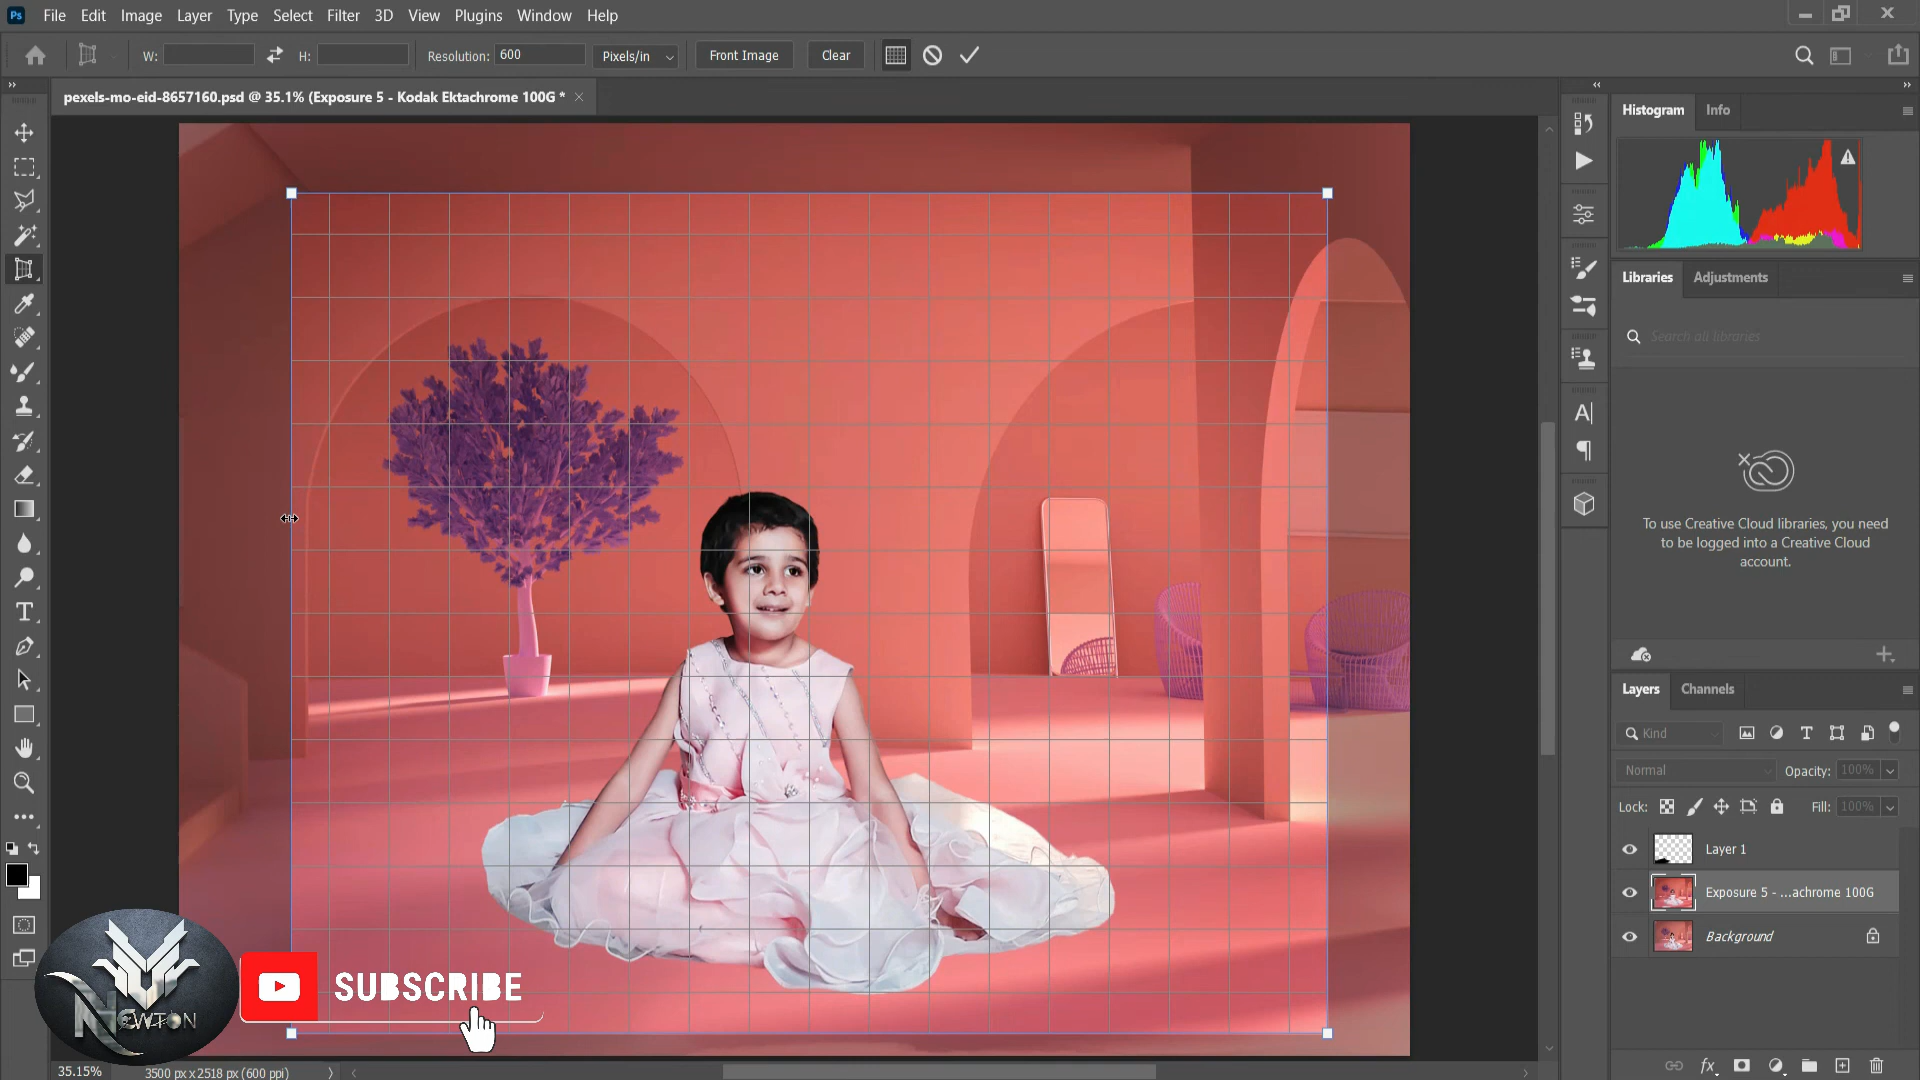 Ps File Edit Image Layer Type Select Filter 3D View Plugins Window Help
W: H: Resolution: 600 Pixels/in Front Image Clear
pexels-mo-eid-8657160.psd @ 35.1% (Exposure 5 - Kodak Ektachrome 100G *
Histogram Info
Libraries Adjustments
Search all libraries
To use Creative Cloud libraries, you need
to be logged into a Creative Cloud
account.
Layers Channels
Kind
Normal Opacity: 100%
Lock: Fill: 100%
Layer 1
Exposure 5 - ...achrome 100G
Background
NEWTON
SUBSCRIBE
35.15% 3500 px x 2518 px (600 ppi)